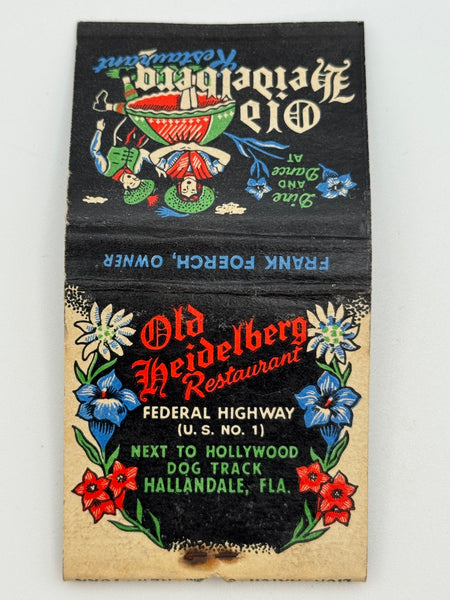 Dine
AND
Dance
AT
Old
Heidelberg
Restaurant
FRANK FOERCH, OWNER
Old
Heidelberg
Restaurant
FEDERAL HIGHWAY
(U. S. NO. 1)
NEXT TO HOLLYWOOD
DOG TRACK
HALLANDALE, FLA.